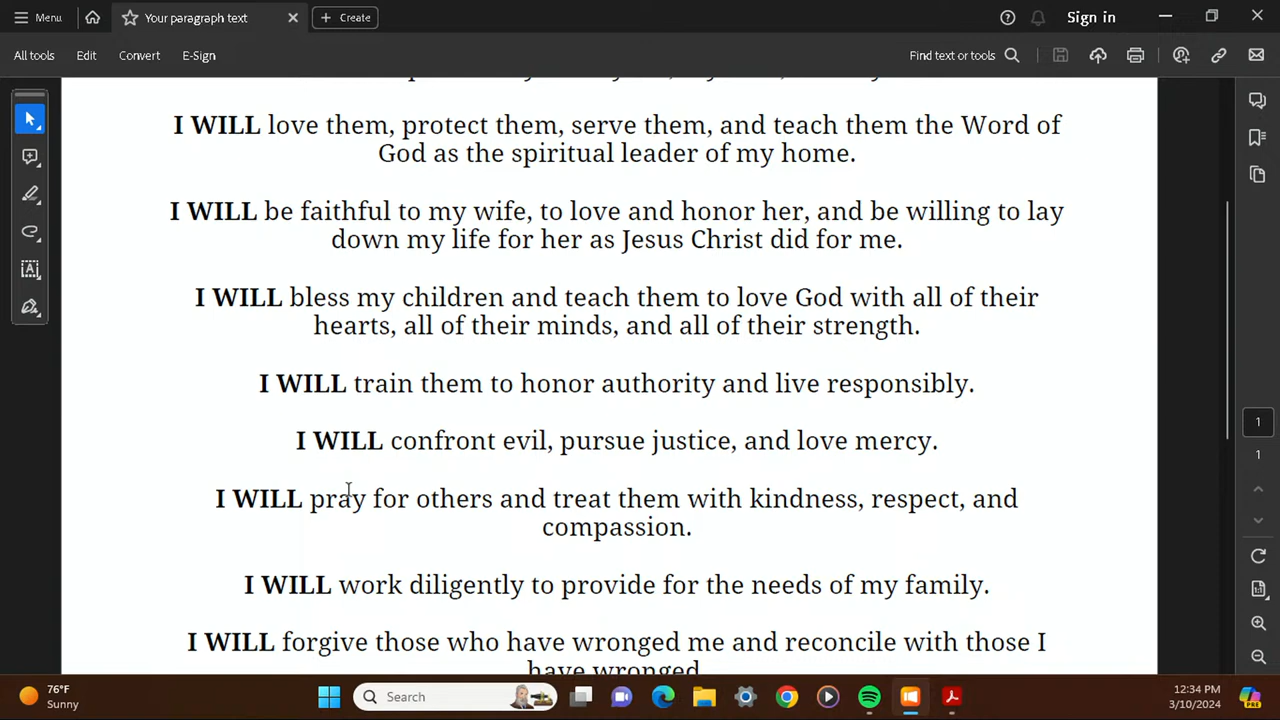 Menu
Your paragraph text
Create
Sign in
All tools
Edit
Convert
E-Sign
Find text or tools
I WILL love them, protect them, serve them, and teach them the Word of
God as the spiritual leader of my home.
I WILL be faithful to my wife, to love and honor her, and be willing to lay
down my life for her as Jesus Christ did for me.
I WILL bless my children and teach them to love God with all of their
hearts, all of their minds, and all of their strength.
I WILL train them to honor authority and live responsibly.
I WILL confront evil, pursue justice, and love mercy.
I WILL pray for others and treat them with kindness, respect, and
compassion.
I WILL work diligently to provide for the needs of my family.
I WILL forgive those who have wronged me and reconcile with those I
have wronged.
1
1
76°F
Sunny
Search
12:34 PM
3/10/2024